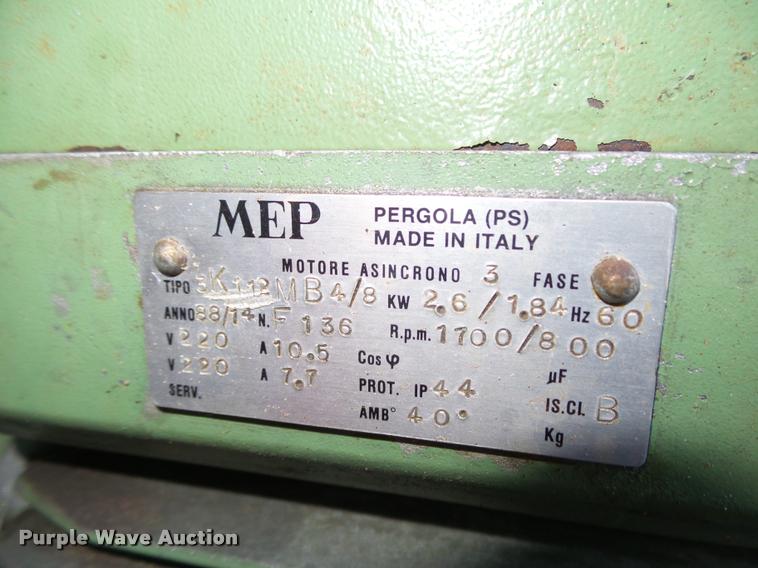 MEP PERGOLA (PS)
MADE IN ITALY
MOTORE ASINCRONO 3 FASE
TIPO 3K112MB4/8 KW 2.6/1.84 Hz 60
ANNO 88/14 N. F136 R.p.m. 1700/800
V 220 A 10.5 Cos φ µF
V 220 A 7.7 PROT. IP 44 IS.CL. B
SERV. AMB° 40° Kg
Purple Wave Auction